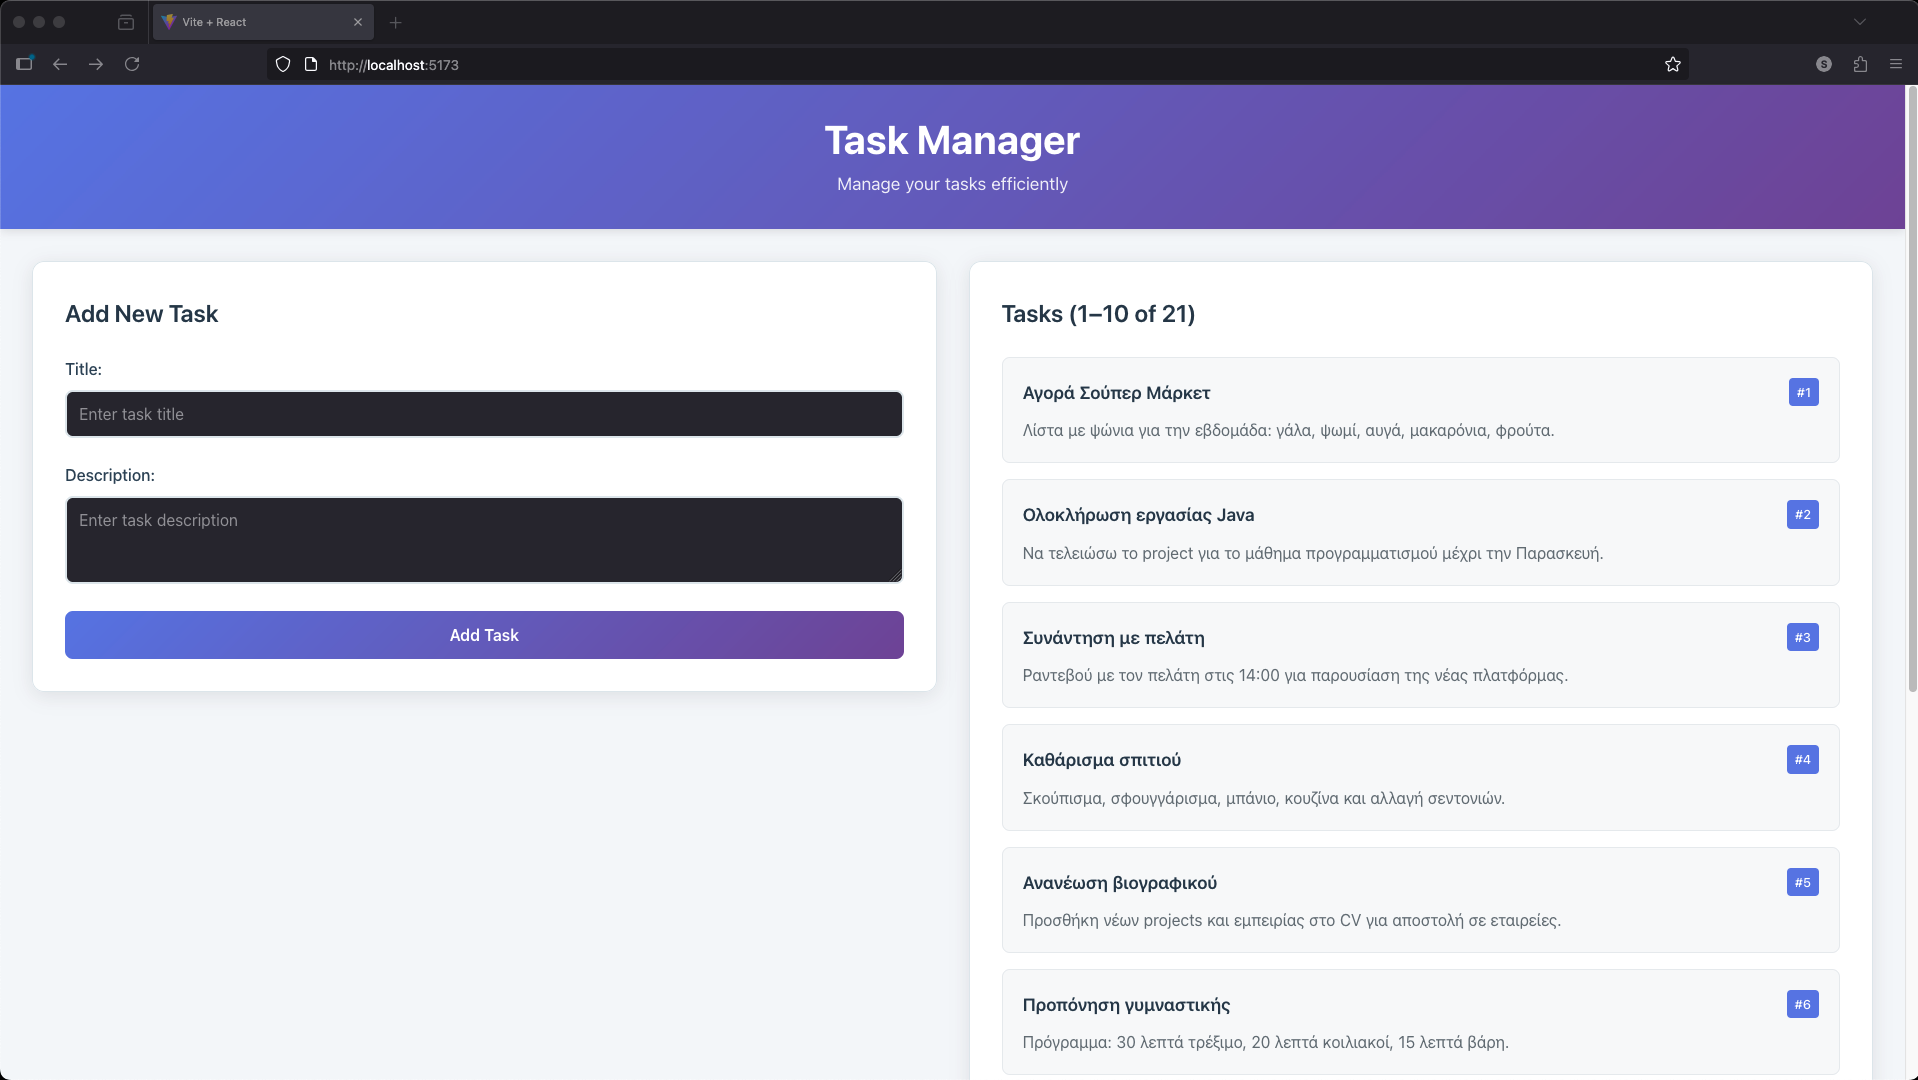 Vite + React
http://localhost:5173
S
Task Manager
Manage your tasks efficiently
Add New Task
Title:
Enter task title
Description:
Enter task description
Add Task
Tasks (1–10 of 21)
Αγορά Σούπερ Μάρκετ
#1
Λίστα με ψώνια για την εβδομάδα: γάλα, ψωμί, αυγά, μακαρόνια, φρούτα.
Ολοκλήρωση εργασίας Java
#2
Να τελειώσω το project για το μάθημα προγραμματισμού μέχρι την Παρασκευή.
Συνάντηση με πελάτη
#3
Ραντεβού με τον πελάτη στις 14:00 για παρουσίαση της νέας πλατφόρμας.
Καθάρισμα σπιτιού
#4
Σκούπισμα, σφουγγάρισμα, μπάνιο, κουζίνα και αλλαγή σεντονιών.
Ανανέωση βιογραφικού
#5
Προσθήκη νέων projects και εμπειρίας στο CV για αποστολή σε εταιρείες.
Προπόνηση γυμναστικής
#6
Πρόγραμμα: 30 λεπτά τρέξιμο, 20 λεπτά κοιλιακοί, 15 λεπτά βάρη.